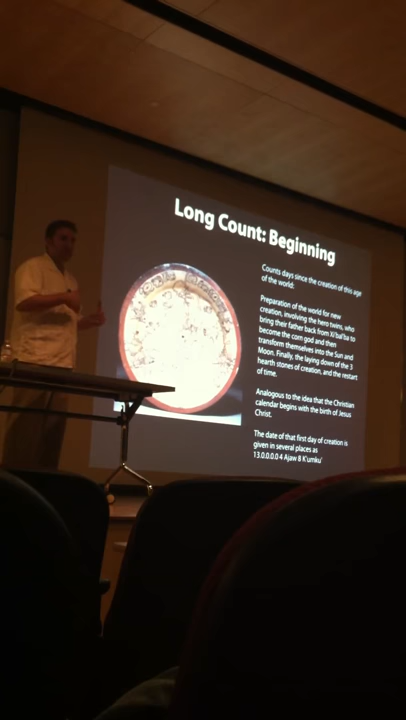 Long Count: Beginning
Counts days since the creation of this age
of the world:
Preparation of the world for new
creation, involving the hero twins, who
bring their father back from Xi'bal'ba to
become the corn god and then
transform themselves into the Sun and
Moon. Finally, the laying down of the 3
hearth stones of creation, and the restart
of time.
Analogous to the idea that the Christian
calendar begins with the birth of Jesus
Christ.
The date of that first day of creation is
given in several places as
13.0.0.0.0 4 Ajaw 8 K'umku'